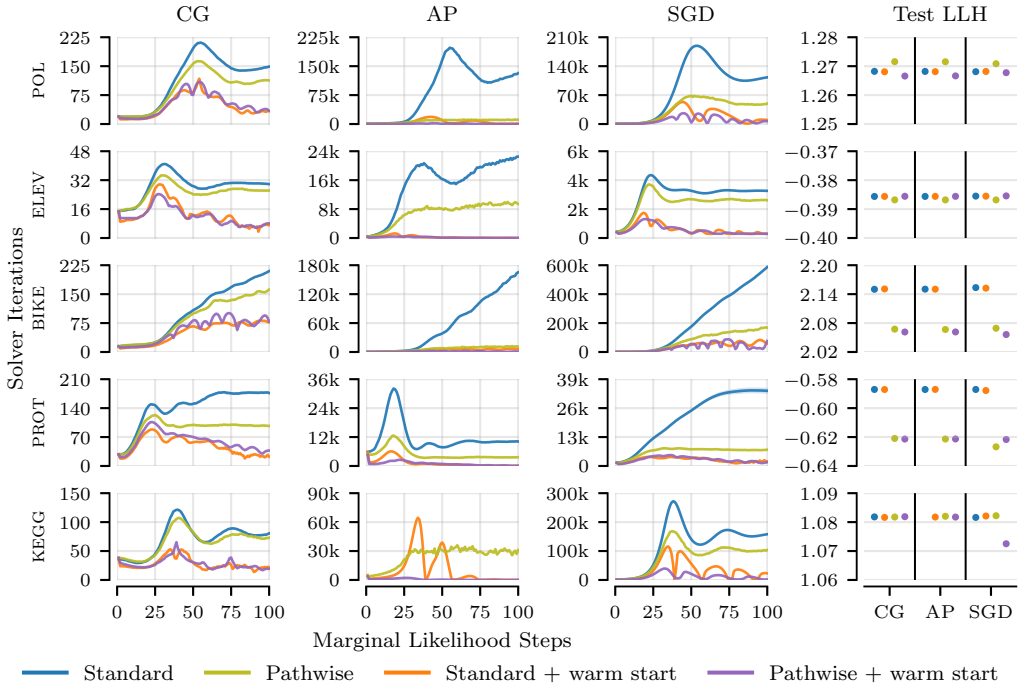 CG AP SGD Test LLH
Solver Iterations
POL
225 150 75 0
225k 150k 75k 0
210k 140k 70k 0
1.28 1.27 1.26 1.25
ELEV
48 32 16 0
24k 16k 8k 0
6k 4k 2k 0
−0.37 −0.38 −0.39 −0.40
BIKE
225 150 75 0
180k 120k 60k 0
600k 400k 200k 0
2.20 2.14 2.08 2.02
PROT
210 140 70 0
36k 24k 12k 0
39k 26k 13k 0
−0.58 −0.60 −0.62 −0.64
KEGG
150 100 50 0
90k 60k 30k 0
300k 200k 100k 0
1.09 1.08 1.07 1.06
0 25 50 75 100 0 25 50 75 100 0 25 50 75 100 CG AP SGD
Marginal Likelihood Steps
Standard Pathwise Standard + warm start Pathwise + warm start